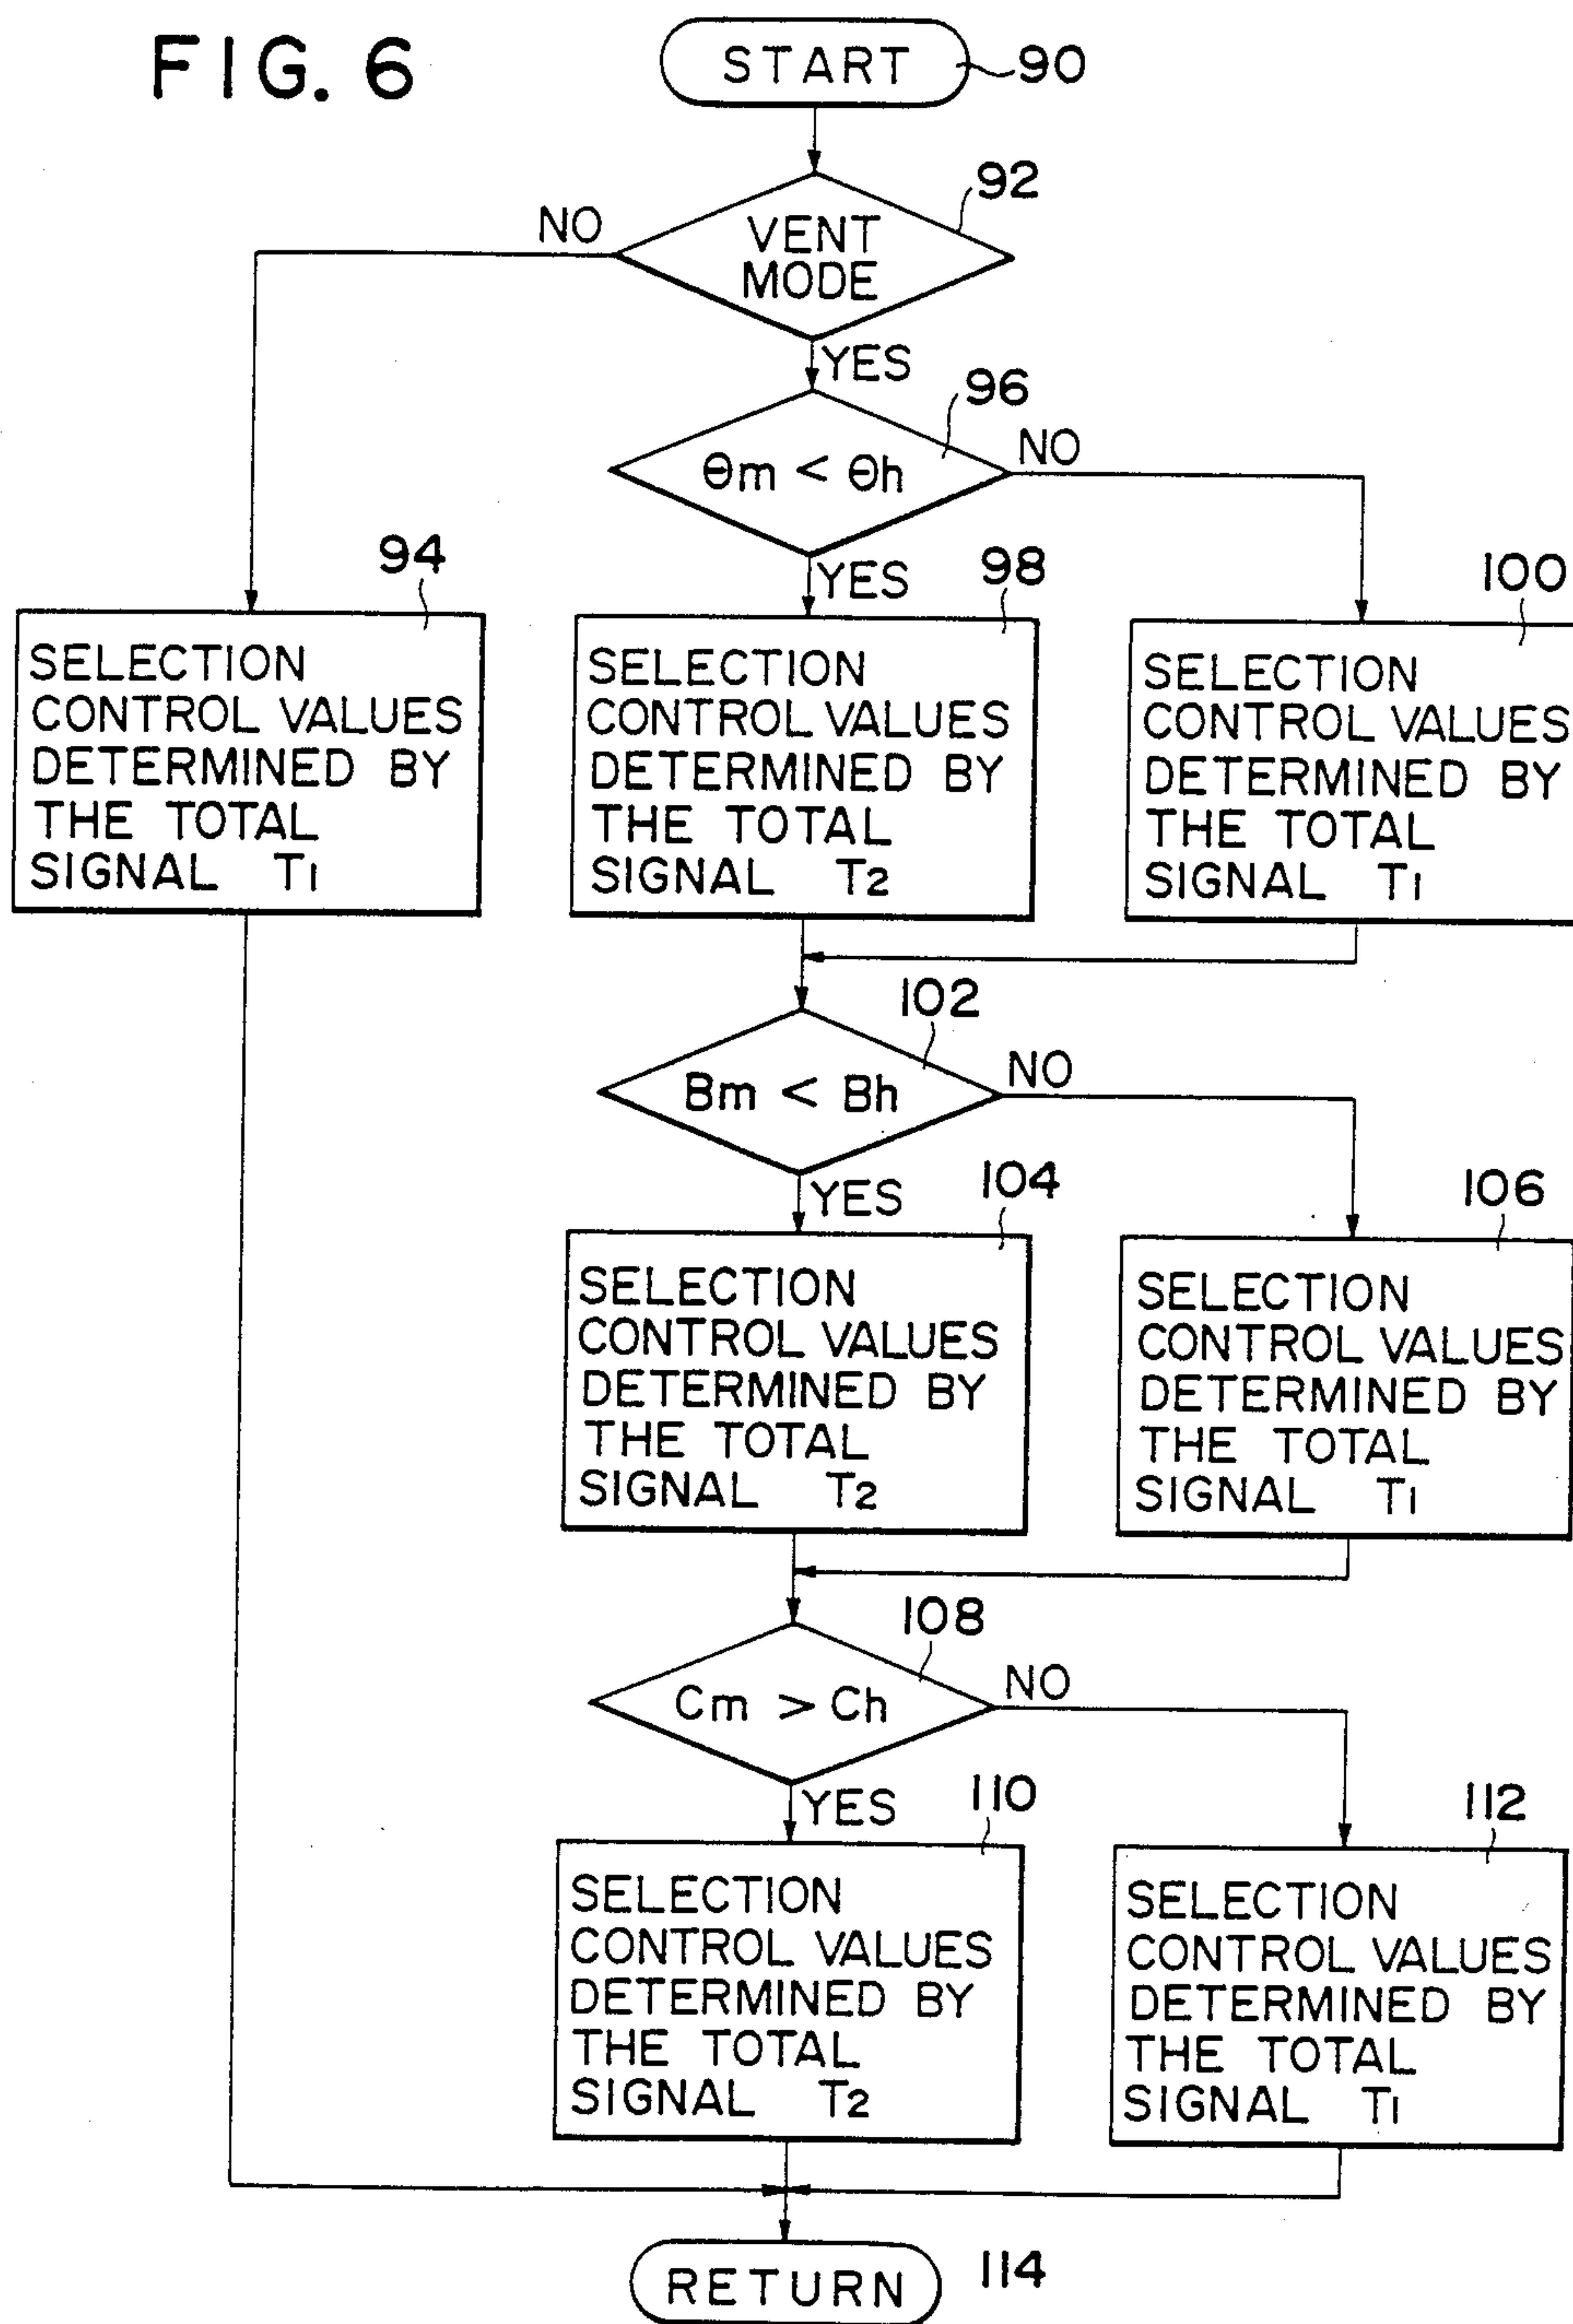 FIG. 6
START
90
92
VENT
MODE
NO
YES
96
Θm < Θh
NO
YES
94
SELECTION
CONTROL VALUES
DETERMINED BY
THE TOTAL
SIGNAL T1
98
SELECTION
CONTROL VALUES
DETERMINED BY
THE TOTAL
SIGNAL T2
100
SELECTION
CONTROL VALUES
DETERMINED BY
THE TOTAL
SIGNAL T1
102
Bm < Bh
NO
YES
104
SELECTION
CONTROL VALUES
DETERMINED BY
THE TOTAL
SIGNAL T2
106
SELECTION
CONTROL VALUES
DETERMINED BY
THE TOTAL
SIGNAL T1
108
Cm > Ch
NO
YES
110
SELECTION
CONTROL VALUES
DETERMINED BY
THE TOTAL
SIGNAL T2
112
SELECTION
CONTROL VALUES
DETERMINED BY
THE TOTAL
SIGNAL T1
RETURN
114